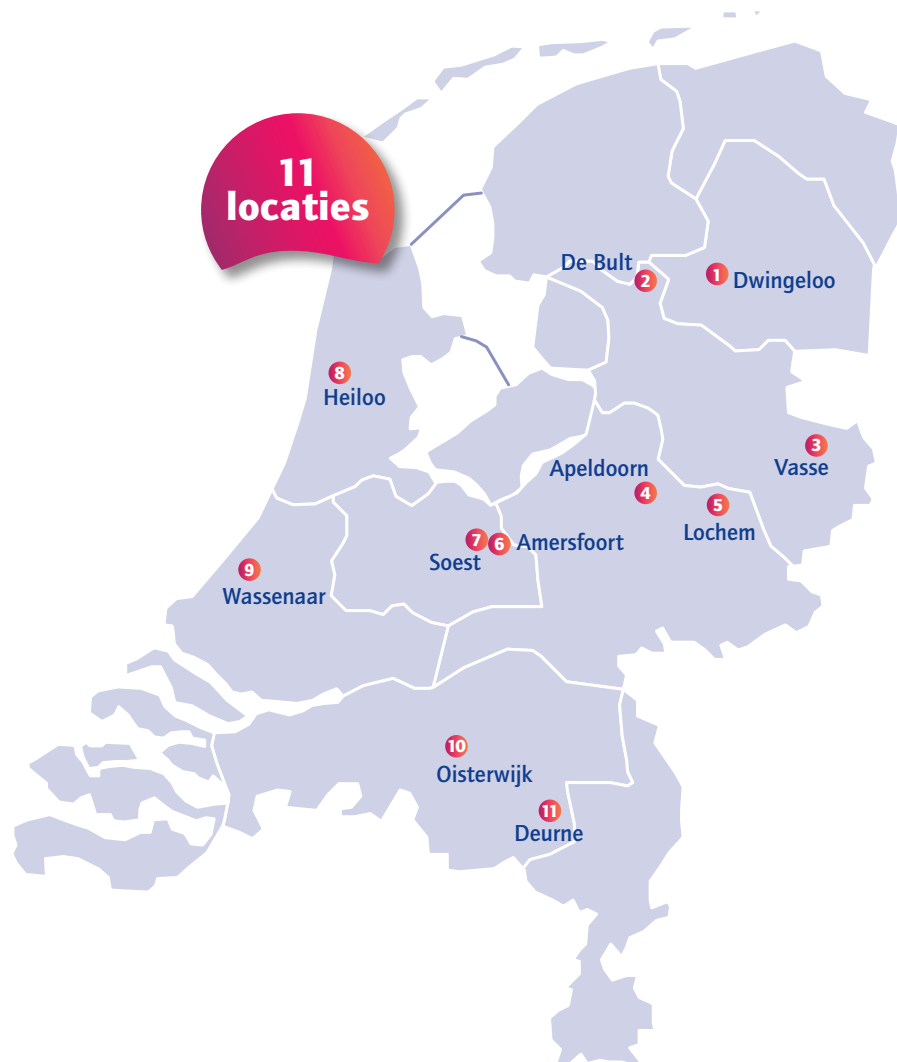 11
locaties
De Bult
2
1
Dwingeloo
8
Heiloo
3
Vasse
Apeldoorn
4
5
Lochem
7
Soest
6
Amersfoort
9
Wassenaar
10
Oisterwijk
11
Deurne